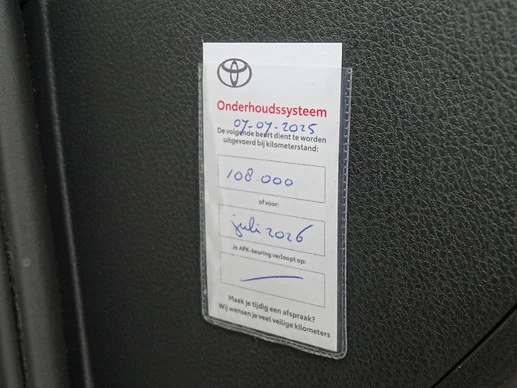 Onderhoudssysteem
07-07-2025
De volgende beurt dient te worden
uitgevoerd bij kilometerstand:
108.000
of voor:
juli 2026
Je APK-keuring verloopt op:
Maak je tijdig een afspraak?
Wij wensen je veel veilige kilometers